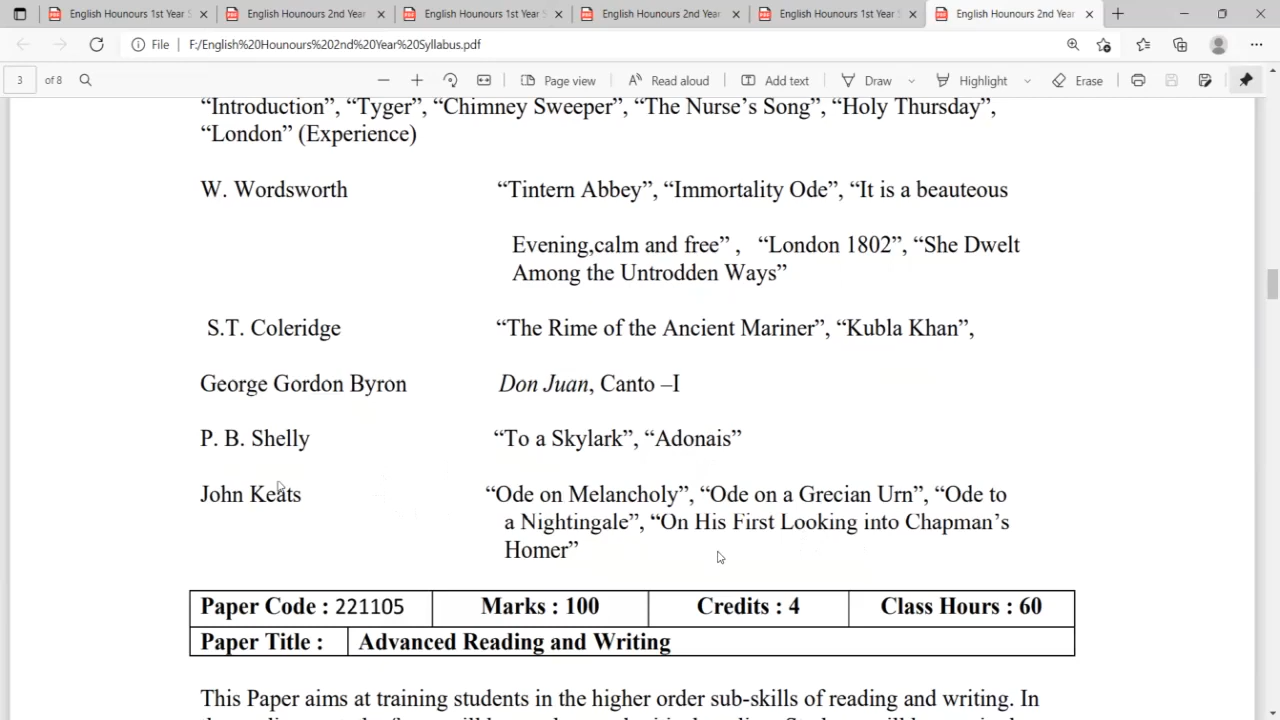 English Hounours 1st Year S
English Hounours 2nd Year
English Hounours 1st Year S
English Hounours 2nd Year
English Hounours 1st Year S
English Hounours 2nd Year
File F:/English%20Hounours%202nd%20Year%20Syllabus.pdf
3 of 8 Page view Read aloud Add text Draw Highlight Erase
“Introduction”, “Tyger”, “Chimney Sweeper”, “The Nurse’s Song”, “Holy Thursday”,
“London” (Experience)
W. Wordsworth “Tintern Abbey”, “Immortality Ode”, “It is a beauteous
Evening,calm and free” , “London 1802”, “She Dwelt
Among the Untrodden Ways”
S.T. Coleridge “The Rime of the Ancient Mariner”, “Kubla Khan”,
George Gordon Byron Don Juan, Canto –I
P. B. Shelly “To a Skylark”, “Adonais”
John Keats “Ode on Melancholy”, “Ode on a Grecian Urn”, “Ode to
a Nightingale”, “On His First Looking into Chapman’s
Homer”
Paper Code : 221105 Marks : 100 Credits : 4 Class Hours : 60
Paper Title : Advanced Reading and Writing
This Paper aims at training students in the higher order sub-skills of reading and writing. In